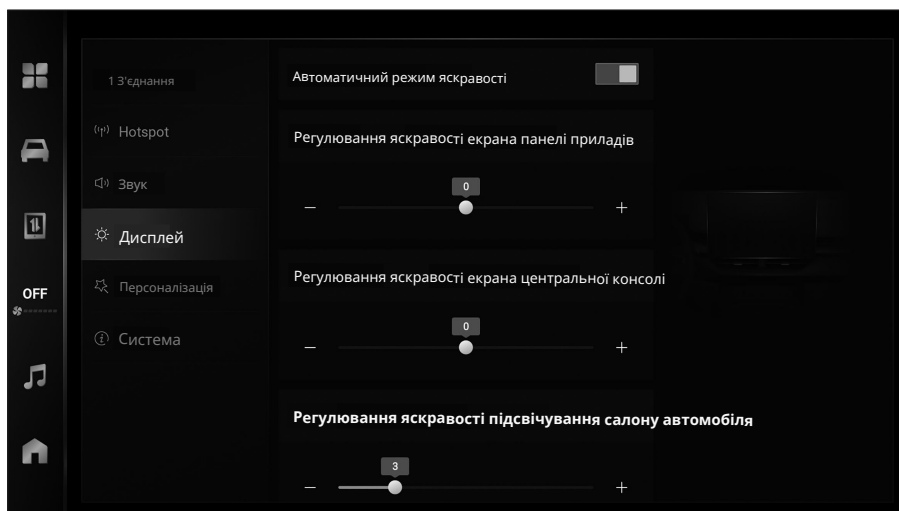 OFF
1 З'єднання
Hotspot
Звук
Дисплей
Персоналізація
Система
Автоматичний режим яскравості
Регулювання яскравості екрана панелі приладів
0
− +
Регулювання яскравості екрана центральної консолі
0
− +
Регулювання яскравості підсвічування салону автомобіля
3
− +